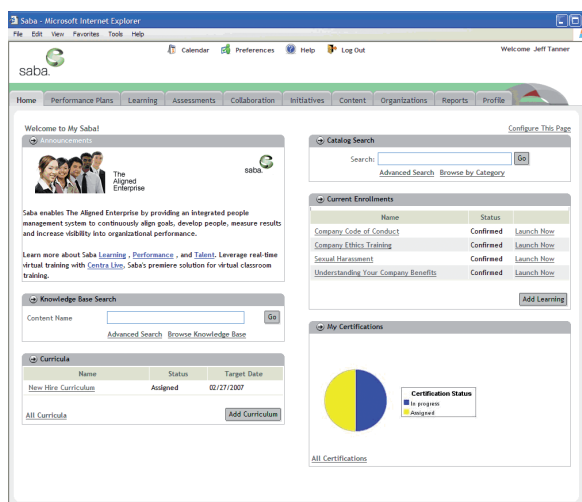 Saba - Microsoft Internet Explorer
File Edit View Favorites Tools Help
Calendar Preferences Help Log Out Welcome Jeff Tanner
saba.
Home Performance Plans Learning Assessments Collaboration Initiatives Content Organizations Reports Profile
Configure This Page
Welcome to My Saba!
Announcements
The
Aligned
Enterprise
saba.
Saba enables The Aligned Enterprise by providing an integrated people
management system to continuously align goals, develop people, measure results
and increase visibility into organizational performance.
Learn more about Saba Learning , Performance , and Talent. Leverage real-time
virtual training with Centra Live, Saba's premiere solution for virtual classroom
training.
Knowledge Base Search
Content Name Go
Advanced Search Browse Knowledge Base
Curricula
Name Status Target Date
New Hire Curriculum Assigned 02/27/2007
All Curricula Add Curriculum
Catalog Search
Search: Go
Advanced Search Browse by Category
Current Enrollments
Name Status
Company Code of Conduct Confirmed Launch Now
Company Ethics Training Confirmed Launch Now
Sexual Harassment Confirmed Launch Now
Understanding Your Company Benefits Confirmed Launch Now
Add Learning
My Certifications
Certification Status
In progress
Assigned
All Certifications